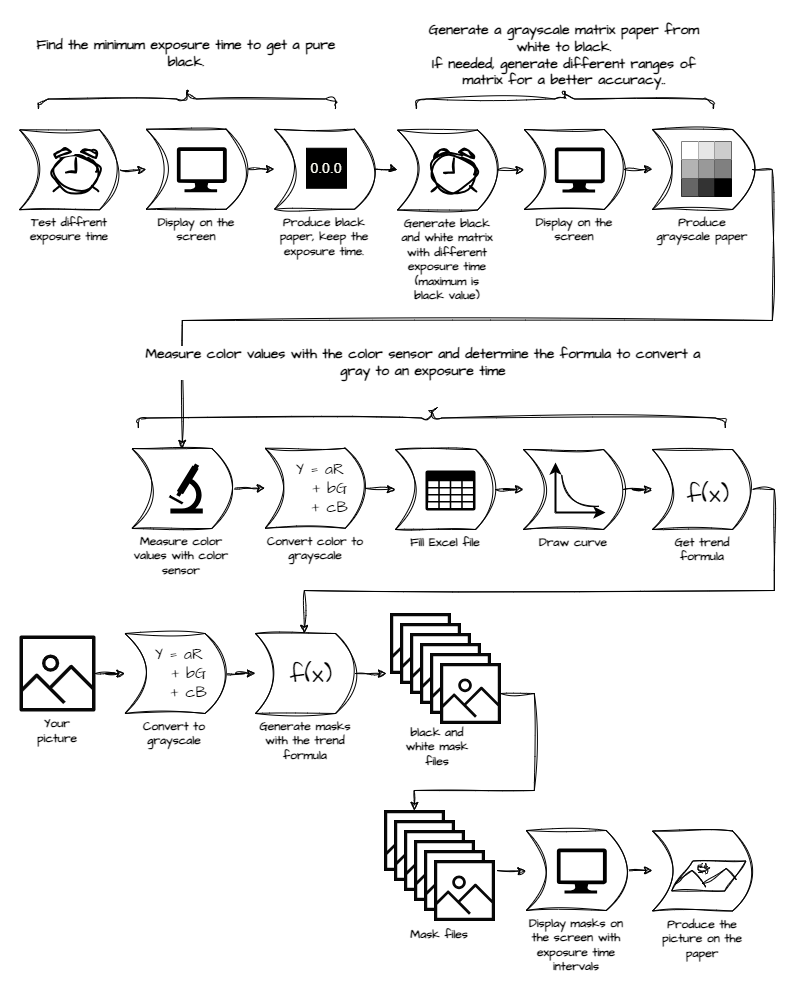 Find the minimum exposure time to get a pure
black.
Generate a grayscale matrix paper from
white to black.
If needed, generate different ranges of
matrix for a better accuracy..
0.0.0
Test diffrent
exposure time
Display on the
screen
Produce black
paper, keep the
exposure time.
Generate black
and white matrix
with different
exposure time
(maximum is
black value)
Display on the
screen
Produce
grayscale paper
Measure color values with the color sensor and determine the formula to convert a
gray to an exposure time
Y = aR
+ bG
+ cB
f(x)
Measure color
values with color
sensor
Convert color to
grayscale
Fill Excel file
Draw curve
Get trend
formula
Y = aR
+ bG
+ cB
f(x)
Your
picture
Convert to
grayscale
Generate masks
with the trend
formula
black and
white mask
files
Mask files
Display masks on
the screen with
exposure time
intervals
Produce the
picture on the
paper